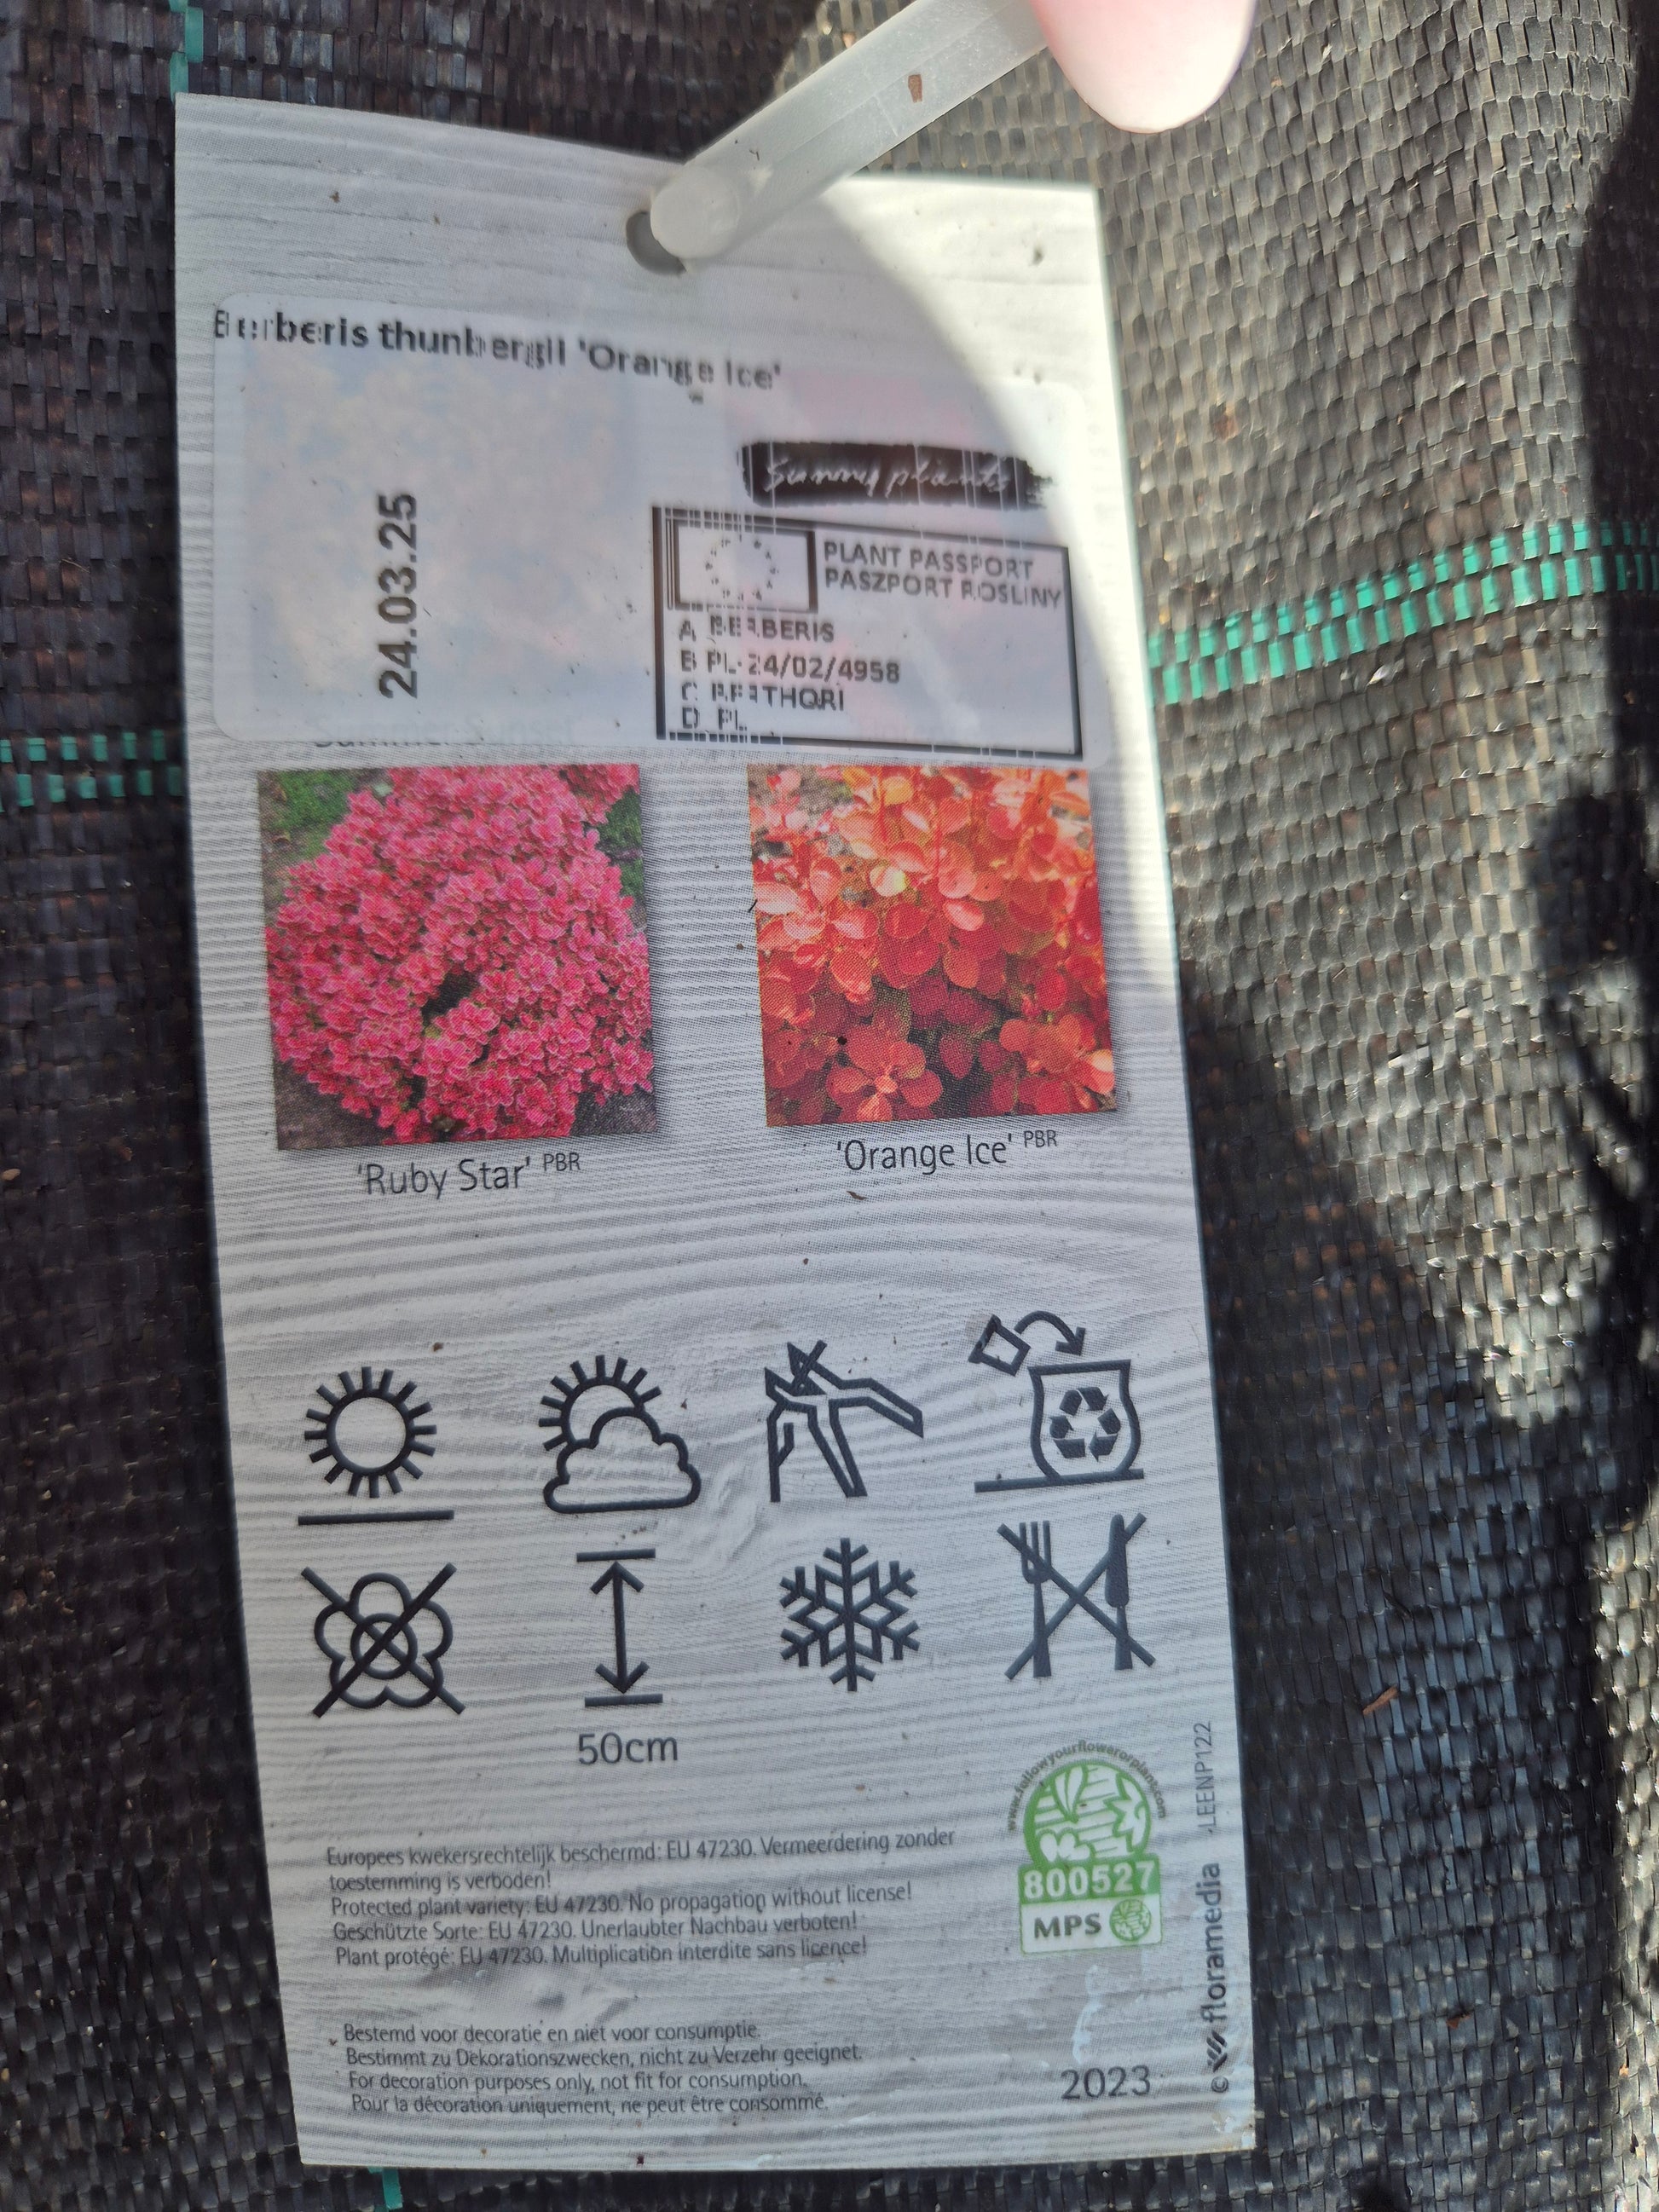 Berberis thunbergii 'Orange Ice'
Sunny plants
24.03.25
PLANT PASSPORT
PASZPORT ROSLINY
A BERBERIS
B PL-24/02/4958
C BE
D PL
'Ruby Star' PBR
'Orange Ice' PBR
50cm
www.followyourflowerorplant.com
800527
MPS
Europees kwekersrechtelijk beschermd: EU 47230. Vermeerdering zonder
toestemming is verboden!
Protected plant variety: EU 47230. No propagation without license!
Geschützte Sorte: EU 47230. Unerlaubter Nachbau verboten!
Plant protégé: EU 47230. Multiplication interdite sans licence!
Bestemd voor decoratie en niet voor consumptie.
Bestimmt zu Dekorationszwecken, nicht zu Verzehr geeignet.
For decoration purposes only, not fit for consumption.
Pour la décoration uniquement, ne peut être consommé.
2023
© floramedia ·LEENP122